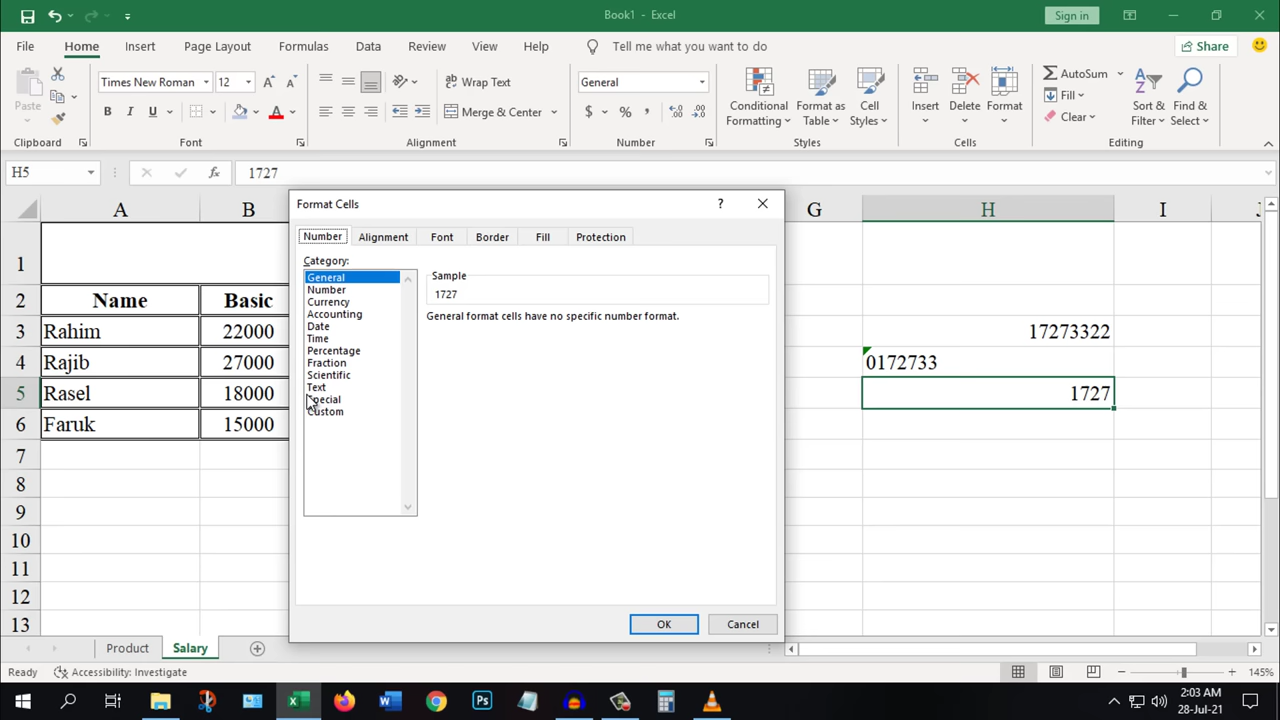 Book1 - Excel
Sign in
File Home Insert Page Layout Formulas Data Review View Help Tell me what you want to do Share
Paste
Times New Roman 12
B I U
Wrap Text
Merge & Center
General
$ % ,
Conditional Formatting
Format as Table
Cell Styles
Insert Delete Format
AutoSum
Fill
Clear
Sort & Filter
Find & Select
Clipboard Font Alignment Number Styles Cells Editing
H5 fx 1727
A B G H I J
1
2 Name Basic
3 Rahim 22000 17273322
4 Rajib 27000 0172733
5 Rasel 18000 1727
6 Faruk 15000
7
8
9
10
11
12
13
Format Cells ?
Number Alignment Font Border Fill Protection
Category:
General
Number
Currency
Accounting
Date
Time
Percentage
Fraction
Scientific
Text
Special
Custom
Sample
1727
General format cells have no specific number format.
OK Cancel
Product Salary
Ready Accessibility: Investigate 145%
2:03 AM
28-Jul-21